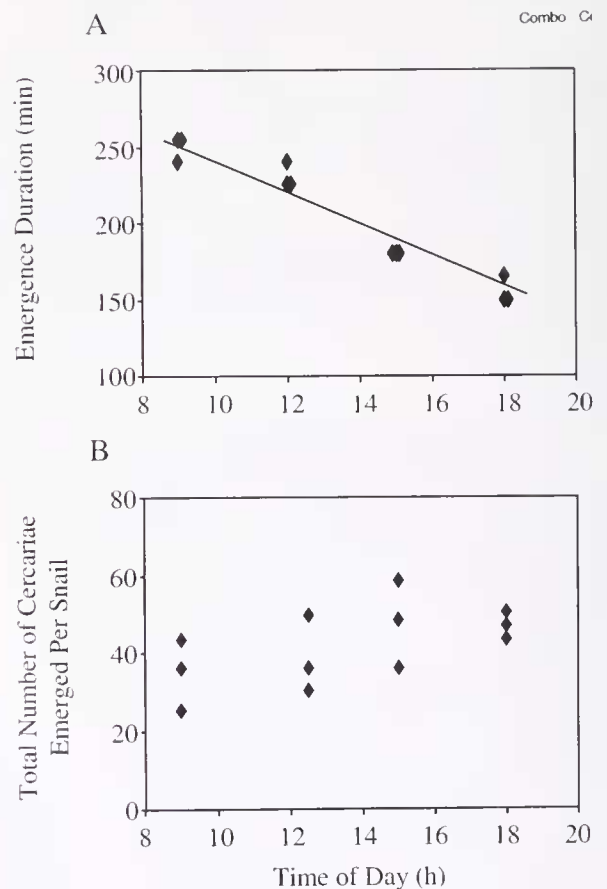 A
Combo
Emergence Duration (min)
300
250
200
150
100
8 10 12 14 16 18 20
B
Total Number of Cercariae
Emerged Per Snail
80
60
40
20
0
8 10 12 14 16 18 20
Time of Day (h)